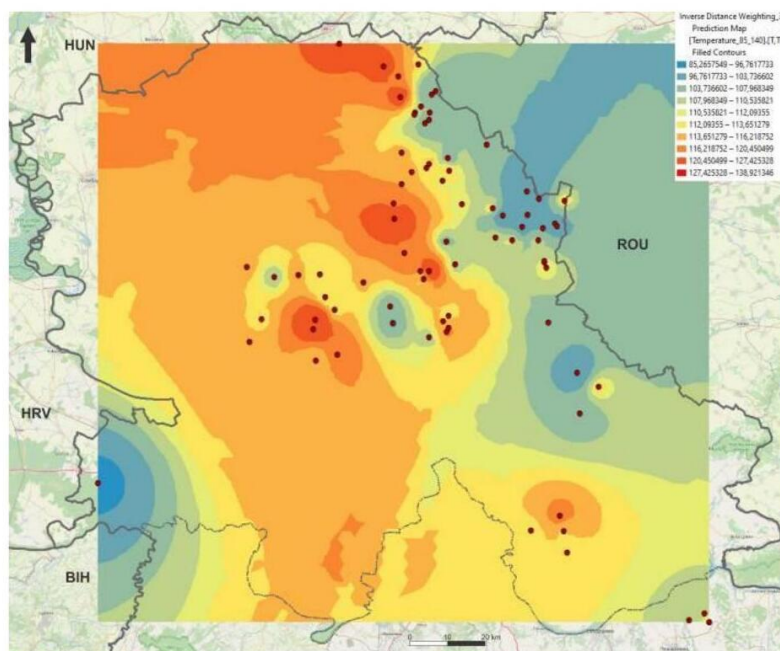 HUN
Inverse Distance Weighting_
Prediction Map
[Temperature_85_140].[T,T
Filled Contours
85,2657549 – 96,7617733
96,7617733 – 103,736602
103,736602 – 107,968349
107,968349 – 110,535821
110,535821 – 112,09355
112,09355 – 113,651279
113,651279 – 116,218752
116,218752 – 120,450499
120,450499 – 127,425328
127,425328 – 138,921346
ROU
HRV
BIH
0 10 20 km